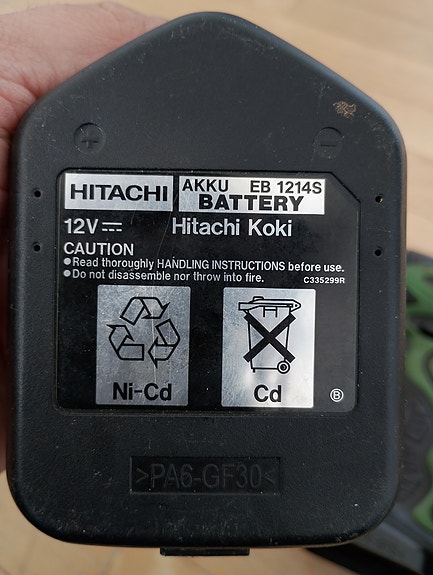 + −
HITACHI
AKKU EB 1214S
BATTERY
12V⎓ Hitachi Koki
CAUTION
●Read thoroughly HANDLING INSTRUCTIONS before use.
●Do not disassemble nor throw into fire. C335299R
Ni-Cd Cd Ⓑ
>PA6-GF30<